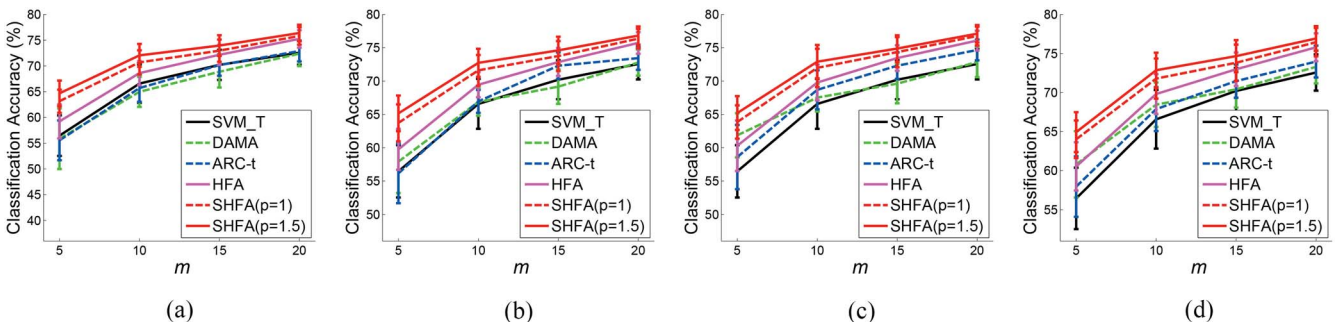 Classification Accuracy (%)
80
75
70
65
60
55
50
45
40
5
10
15
20
m
SVM_T
DAMA
ARC-t
HFA
SHFA(p=1)
SHFA(p=1.5)
(a)
Classification Accuracy (%)
80
75
70
65
60
55
50
5
10
15
20
m
SVM_T
DAMA
ARC-t
HFA
SHFA(p=1)
SHFA(p=1.5)
(b)
Classification Accuracy (%)
80
75
70
65
60
55
50
5
10
15
20
m
SVM_T
DAMA
ARC-t
HFA
SHFA(p=1)
SHFA(p=1.5)
(c)
Classification Accuracy (%)
80
75
70
65
60
55
5
10
15
20
m
SVM_T
DAMA
ARC-t
HFA
SHFA(p=1)
SHFA(p=1.5)
(d)